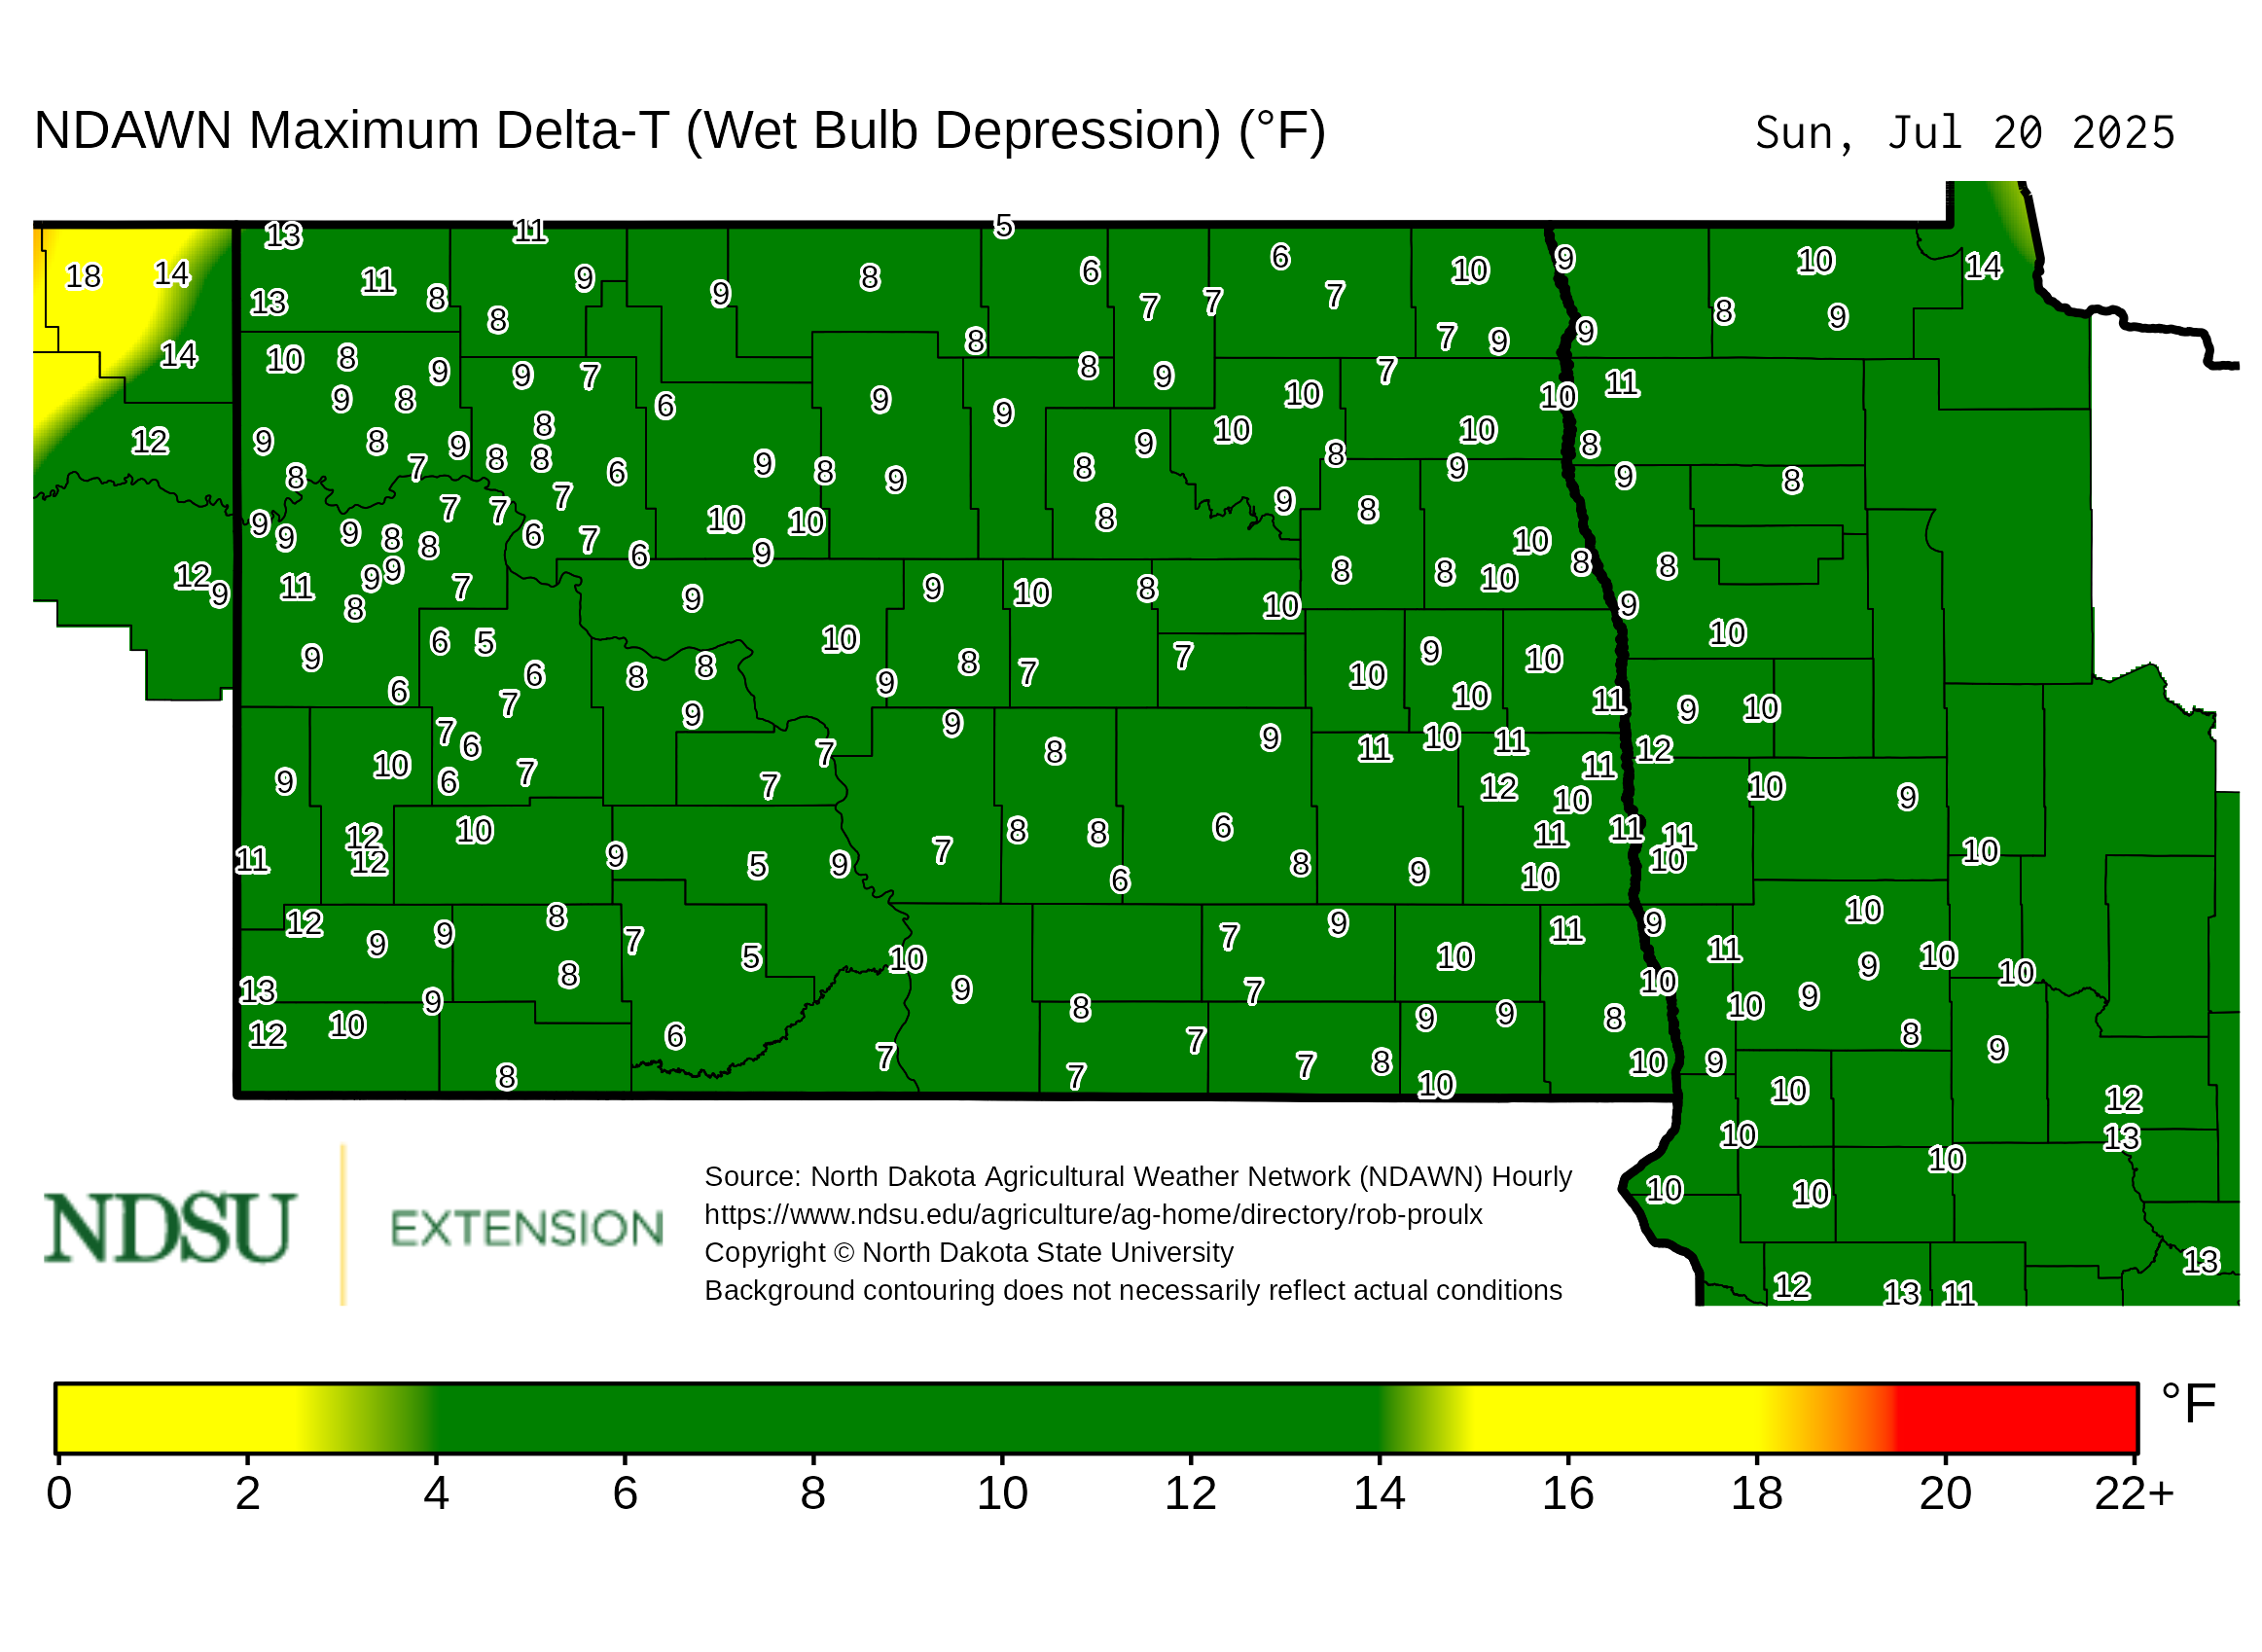 NDAWN Maximum Delta-T (Wet Bulb Depression) (°F) Sun, Jul 20 2025
13 11 5
18 14 11 8 9 9 8 6 6 10 9 10 14
13 8 7 7 7 8 9
14 10 8 9 9 7 8 8 9 7 7 9 9
9 8 6 9 9 10 10 11
12 9 8 9 8 8 8 9 10 10 8
8 7 8 6 9 8 9 8 8 9 9 8
7 7 7 10 10 8 9 8
9 9 9 8 8 6 7 6 9 10 8 8
12 9 11 9 9 8 7 9 9 10 8 10 8 8 10 9
9 6 5 10 7 9 10 10
6 6 7 8 8 9 8 7 10 10 11 9 10
9 10 7 6 6 7 9 7 7 9 8 9 11 10 11 12 11 12 10 10 9
11 12 12 10 9 5 9 7 8 8 6 6 8 9 11 10 11 11 10 10
12 9 9 8 7 5 10 7 9 10 11 9 11 10 9 10 10
13 9 8 9 8 7 9 9 8 10 10 9
12 10 8 6 7 7 7 7 8 10 10 9 10 8 9 12
10 10 13
10 10 13
12 13 11
NDSU EXTENSION
Source: North Dakota Agricultural Weather Network (NDAWN) Hourly
https://www.ndsu.edu/agriculture/ag-home/directory/rob-proulx
Copyright © North Dakota State University
Background contouring does not necessarily reflect actual conditions
°F
0 2 4 6 8 10 12 14 16 18 20 22+